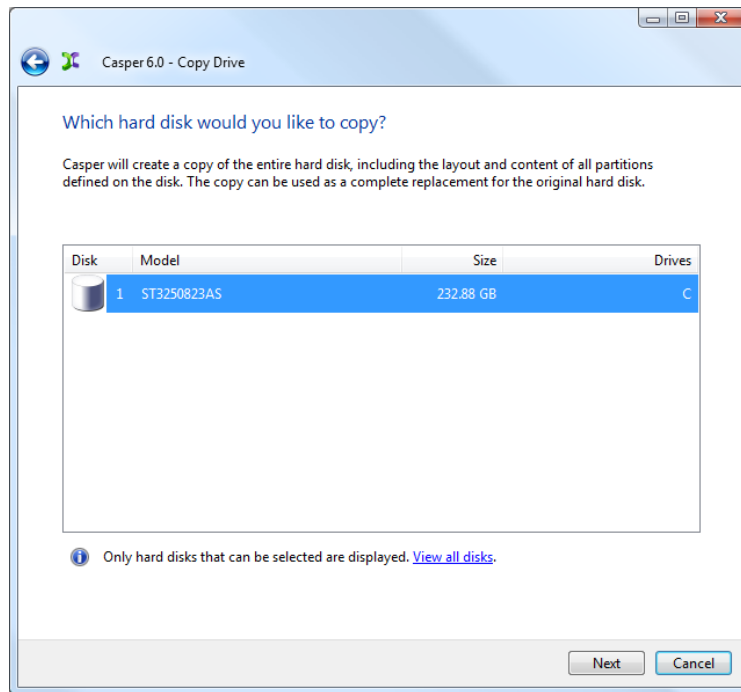 Casper 6.0 - Copy Drive
Which hard disk would you like to copy?
Casper will create a copy of the entire hard disk, including the layout and content of all partitions
defined on the disk. The copy can be used as a complete replacement for the original hard disk.
Disk Model Size Drives
1 ST3250823AS 232.88 GB C
Only hard disks that can be selected are displayed. View all disks.
Next Cancel